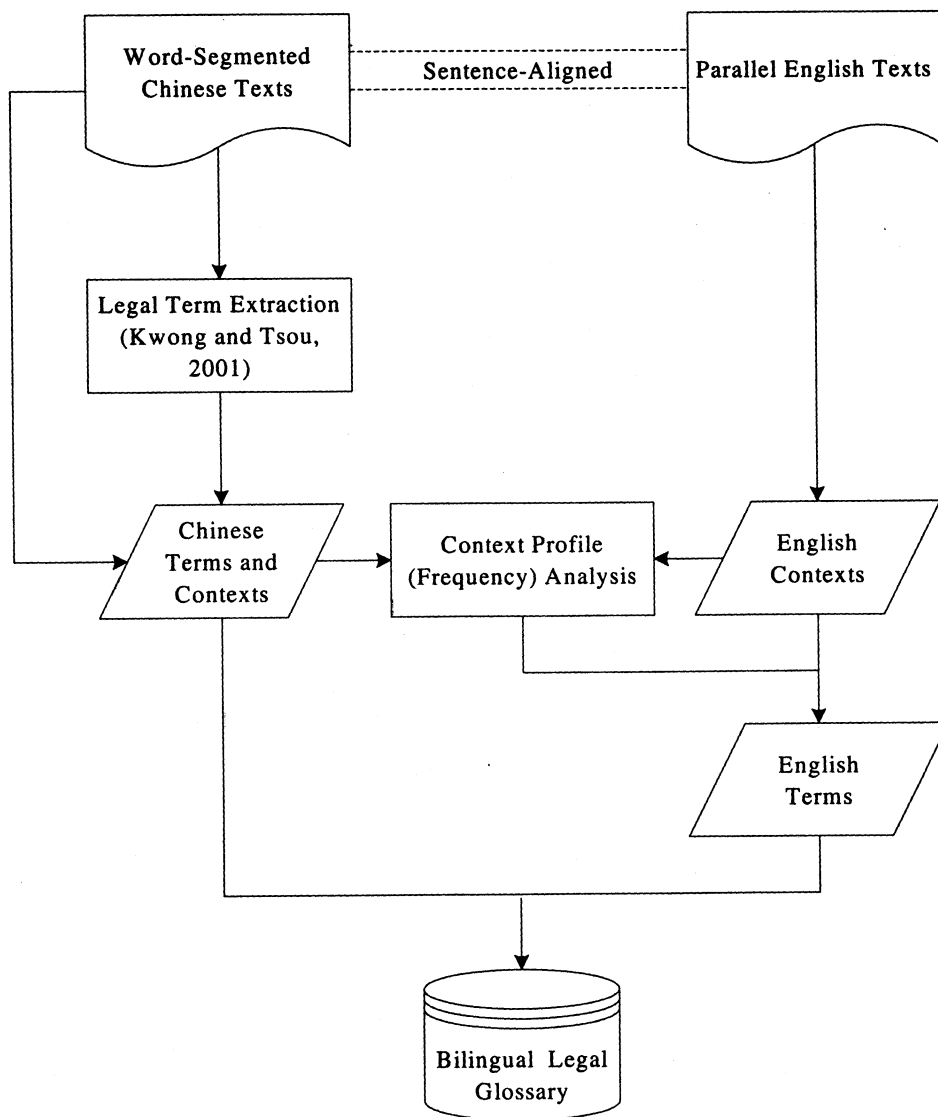 Word-Segmented
Chinese Texts
Sentence-Aligned
Parallel English Texts
Legal Term Extraction
(Kwong and Tsou,
2001)
Chinese
Terms and
Contexts
Context Profile
(Frequency) Analysis
English
Contexts
English
Terms
Bilingual Legal
Glossary